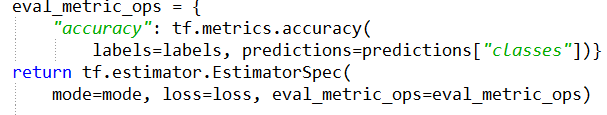 eval_metric_ops = {
    "accuracy": tf.metrics.accuracy(
        labels=labels, predictions=predictions["classes"])}
return tf.estimator.EstimatorSpec(
    mode=mode, loss=loss, eval_metric_ops=eval_metric_ops)